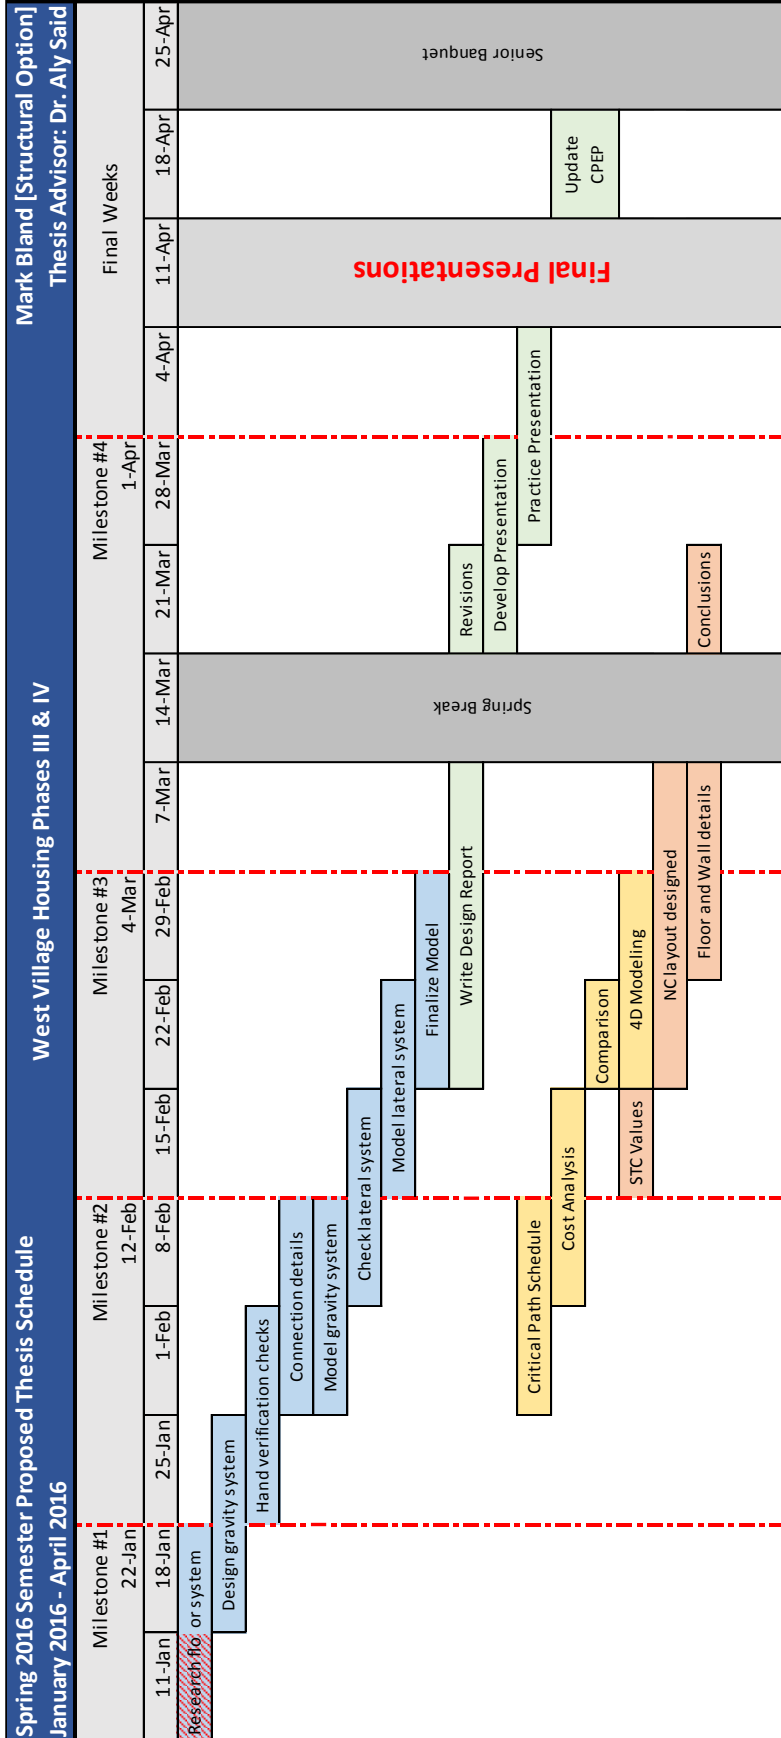 Spring 2016 Semester Proposed Thesis Schedule
January 2016 - April 2016
West Village Housing Phases III & IV
Mark Bland [Structural Option]
Thesis Advisor: Dr. Aly Said
Milestone #1
22-Jan
Milestone #2
12-Feb
Milestone #3
4-Mar
Milestone #4
1-Apr
Final Weeks
11-Jan
18-Jan
25-Jan
1-Feb
8-Feb
15-Feb
22-Feb
29-Feb
7-Mar
14-Mar
21-Mar
28-Mar
4-Apr
11-Apr
18-Apr
25-Apr
Research floor system
Design gravity system
Hand verification checks
Connection details
Model gravity system
Check lateral system
Model lateral system
Finalize Model
Write Design Report
Revisions
Develop Presentation
Critical Path Schedule
Practice Presentation
Cost Analysis
Update
CPEP
Comparison
STC Values
4D Modeling
NC layout designed
Floor and Wall details
Conclusions
Spring Break
Final Presentations
Senior Banquet